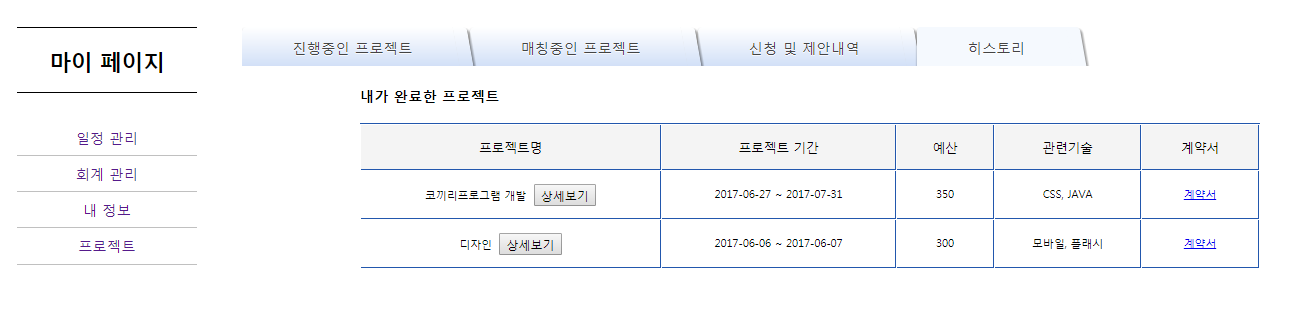 마이 페이지
일정 관리
회계 관리
내 정보
프로젝트
진행중인 프로젝트 매칭중인 프로젝트 신청 및 제안내역 히스토리
내가 완료한 프로젝트
프로젝트명 프로젝트 기간 예산 관련기술 계약서
코끼리프로그램 개발 상세보기 2017-06-27 ~ 2017-07-31 350 CSS, JAVA 계약서
디자인 상세보기 2017-06-06 ~ 2017-06-07 300 모바일, 플래시 계약서